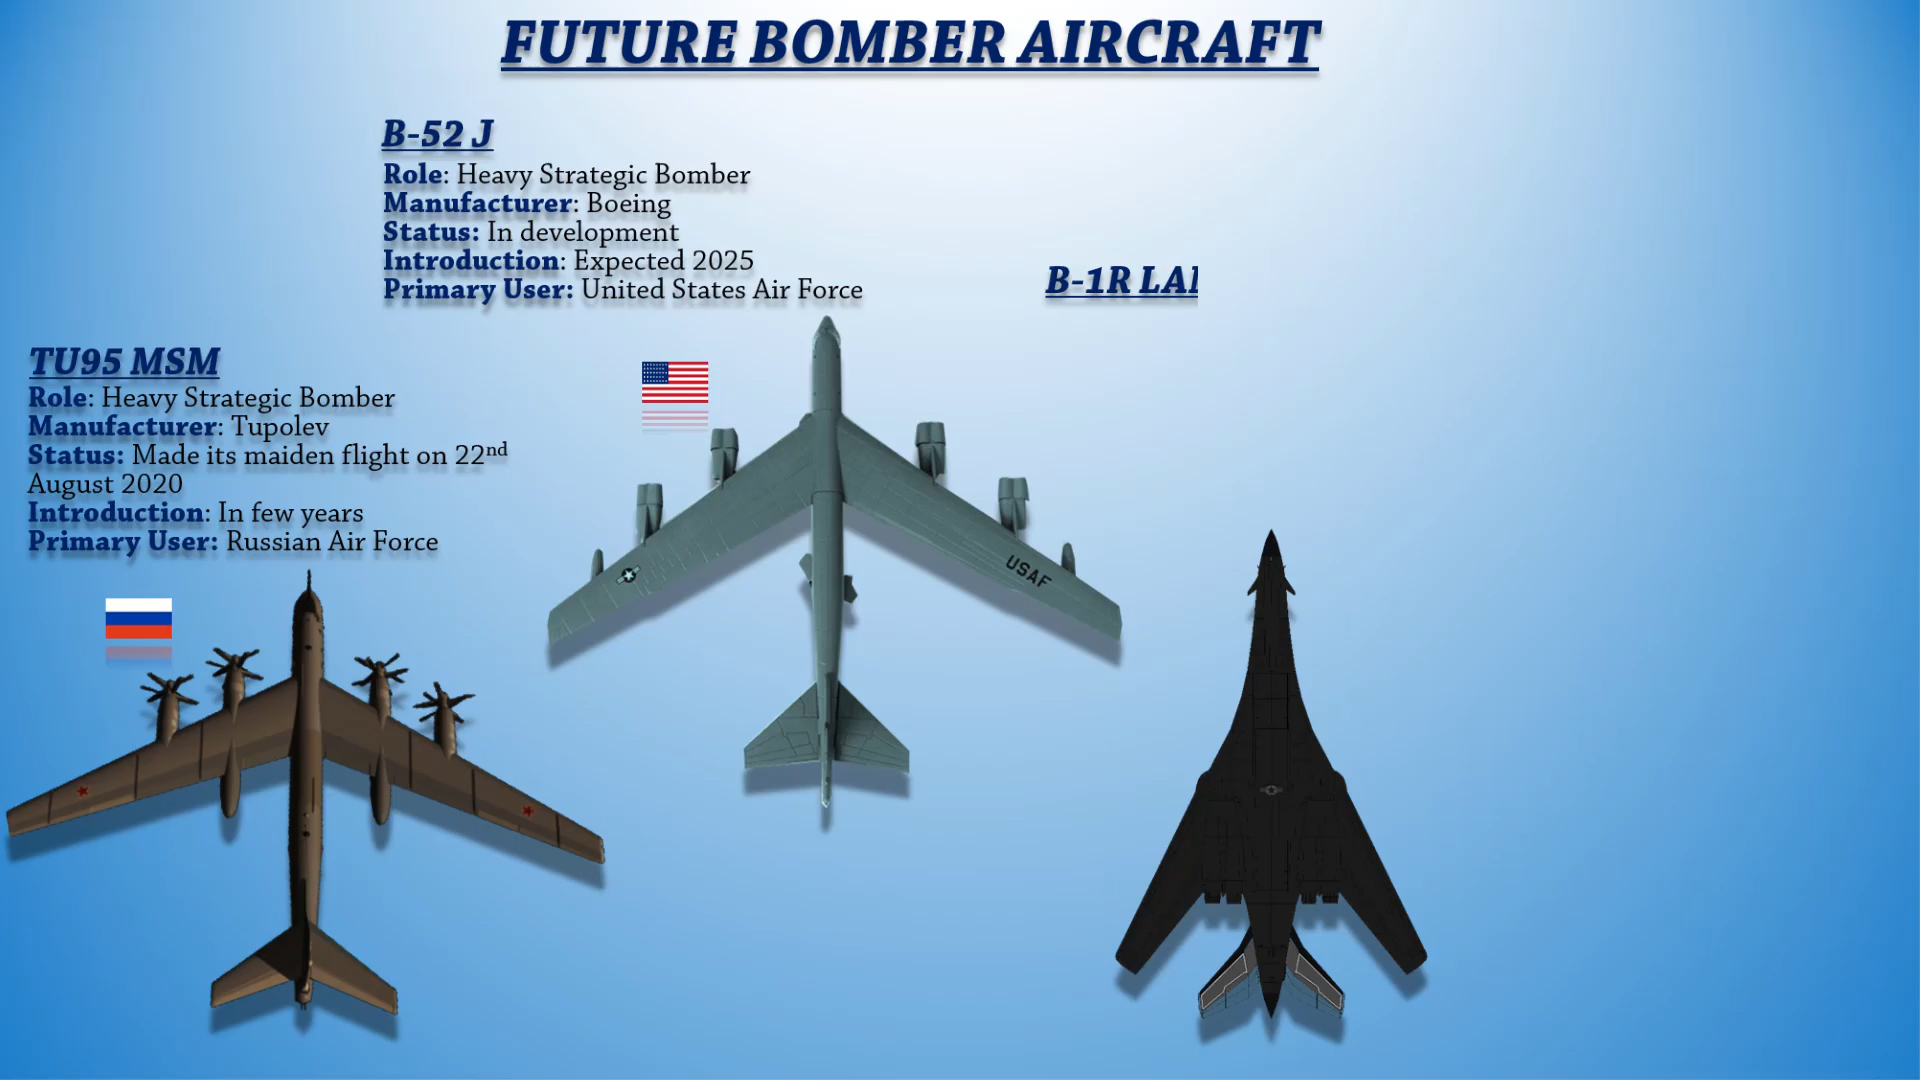 FUTURE BOMBER AIRCRAFT
B-52 J
Role: Heavy Strategic Bomber
Manufacturer: Boeing
Status: In development
Introduction: Expected 2025
Primary User: United States Air Force
B-1R LAI
TU95 MSM
Role: Heavy Strategic Bomber
Manufacturer: Tupolev
Status: Made its maiden flight on 22nd
August 2020
Introduction: In few years
Primary User: Russian Air Force
USAF